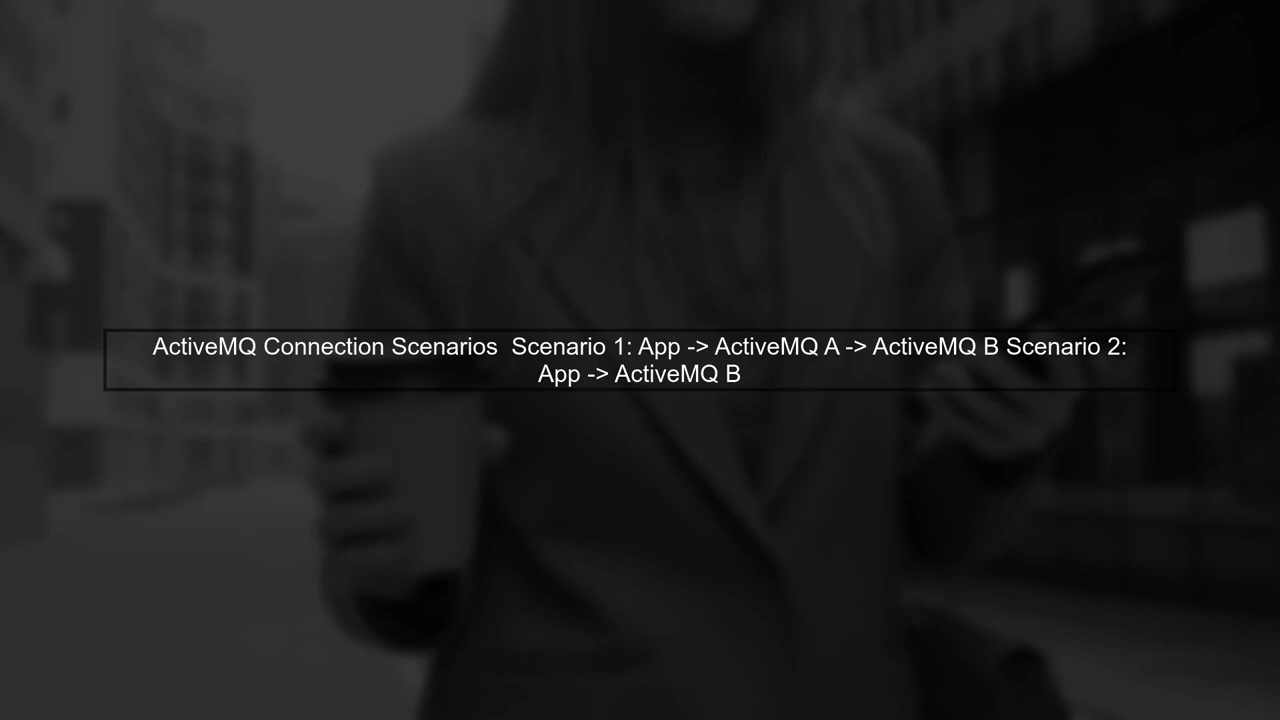 ActiveMQ Connection Scenarios  Scenario 1: App -> ActiveMQ A -> ActiveMQ B Scenario 2:
App -> ActiveMQ B